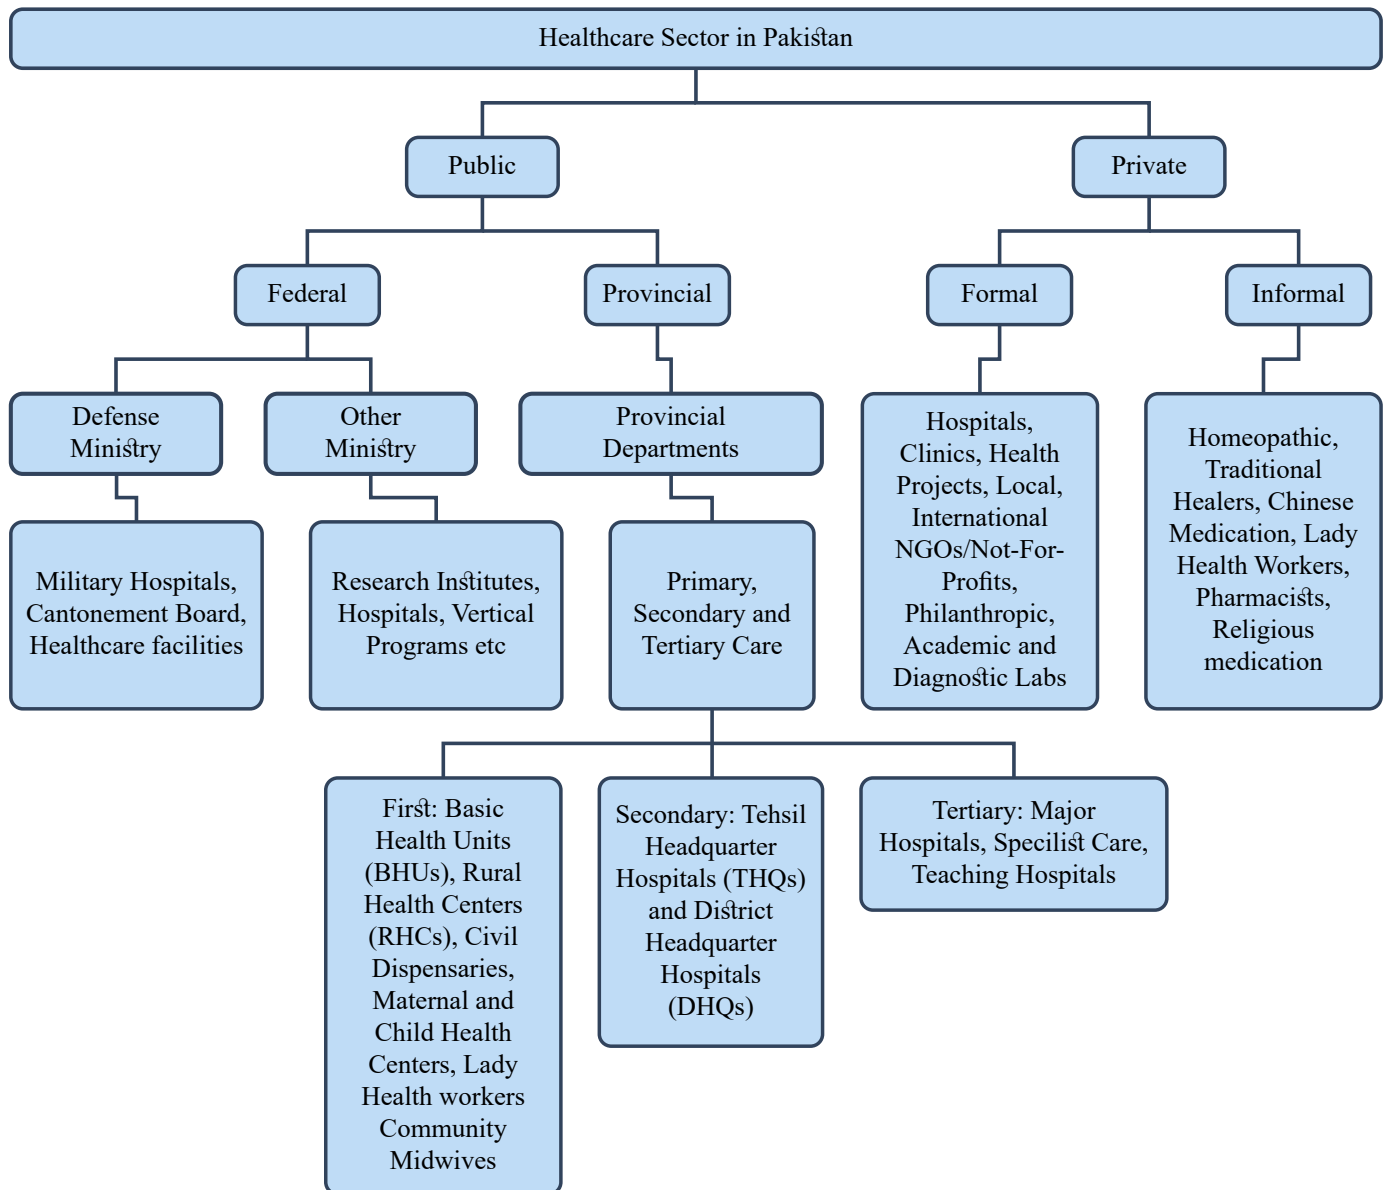 Healthcare Sector in Pakistan
Public
Private
Federal
Provincial
Formal
Informal
Defense
Ministry
Other
Ministry
Provincial
Departments
Hospitals,
Clinics, Health
Projects, Local,
International
NGOs/Not-For-
Profits,
Philanthropic,
Academic and
Diagnostic Labs
Homeopathic,
Traditional
Healers, Chinese
Medication, Lady
Health Workers,
Pharmacists,
Religious
medication
Military Hospitals,
Cantonement Board,
Healthcare facilities
Research Institutes,
Hospitals, Vertical
Programs etc
Primary,
Secondary and
Tertiary Care
First: Basic
Health Units
(BHUs), Rural
Health Centers
(RHCs), Civil
Dispensaries,
Maternal and
Child Health
Centers, Lady
Health workers
Community
Midwives
Secondary: Tehsil
Headquarter
Hospitals (THQs)
and District
Headquarter
Hospitals
(DHQs)
Tertiary: Major
Hospitals, Specilist Care,
Teaching Hospitals